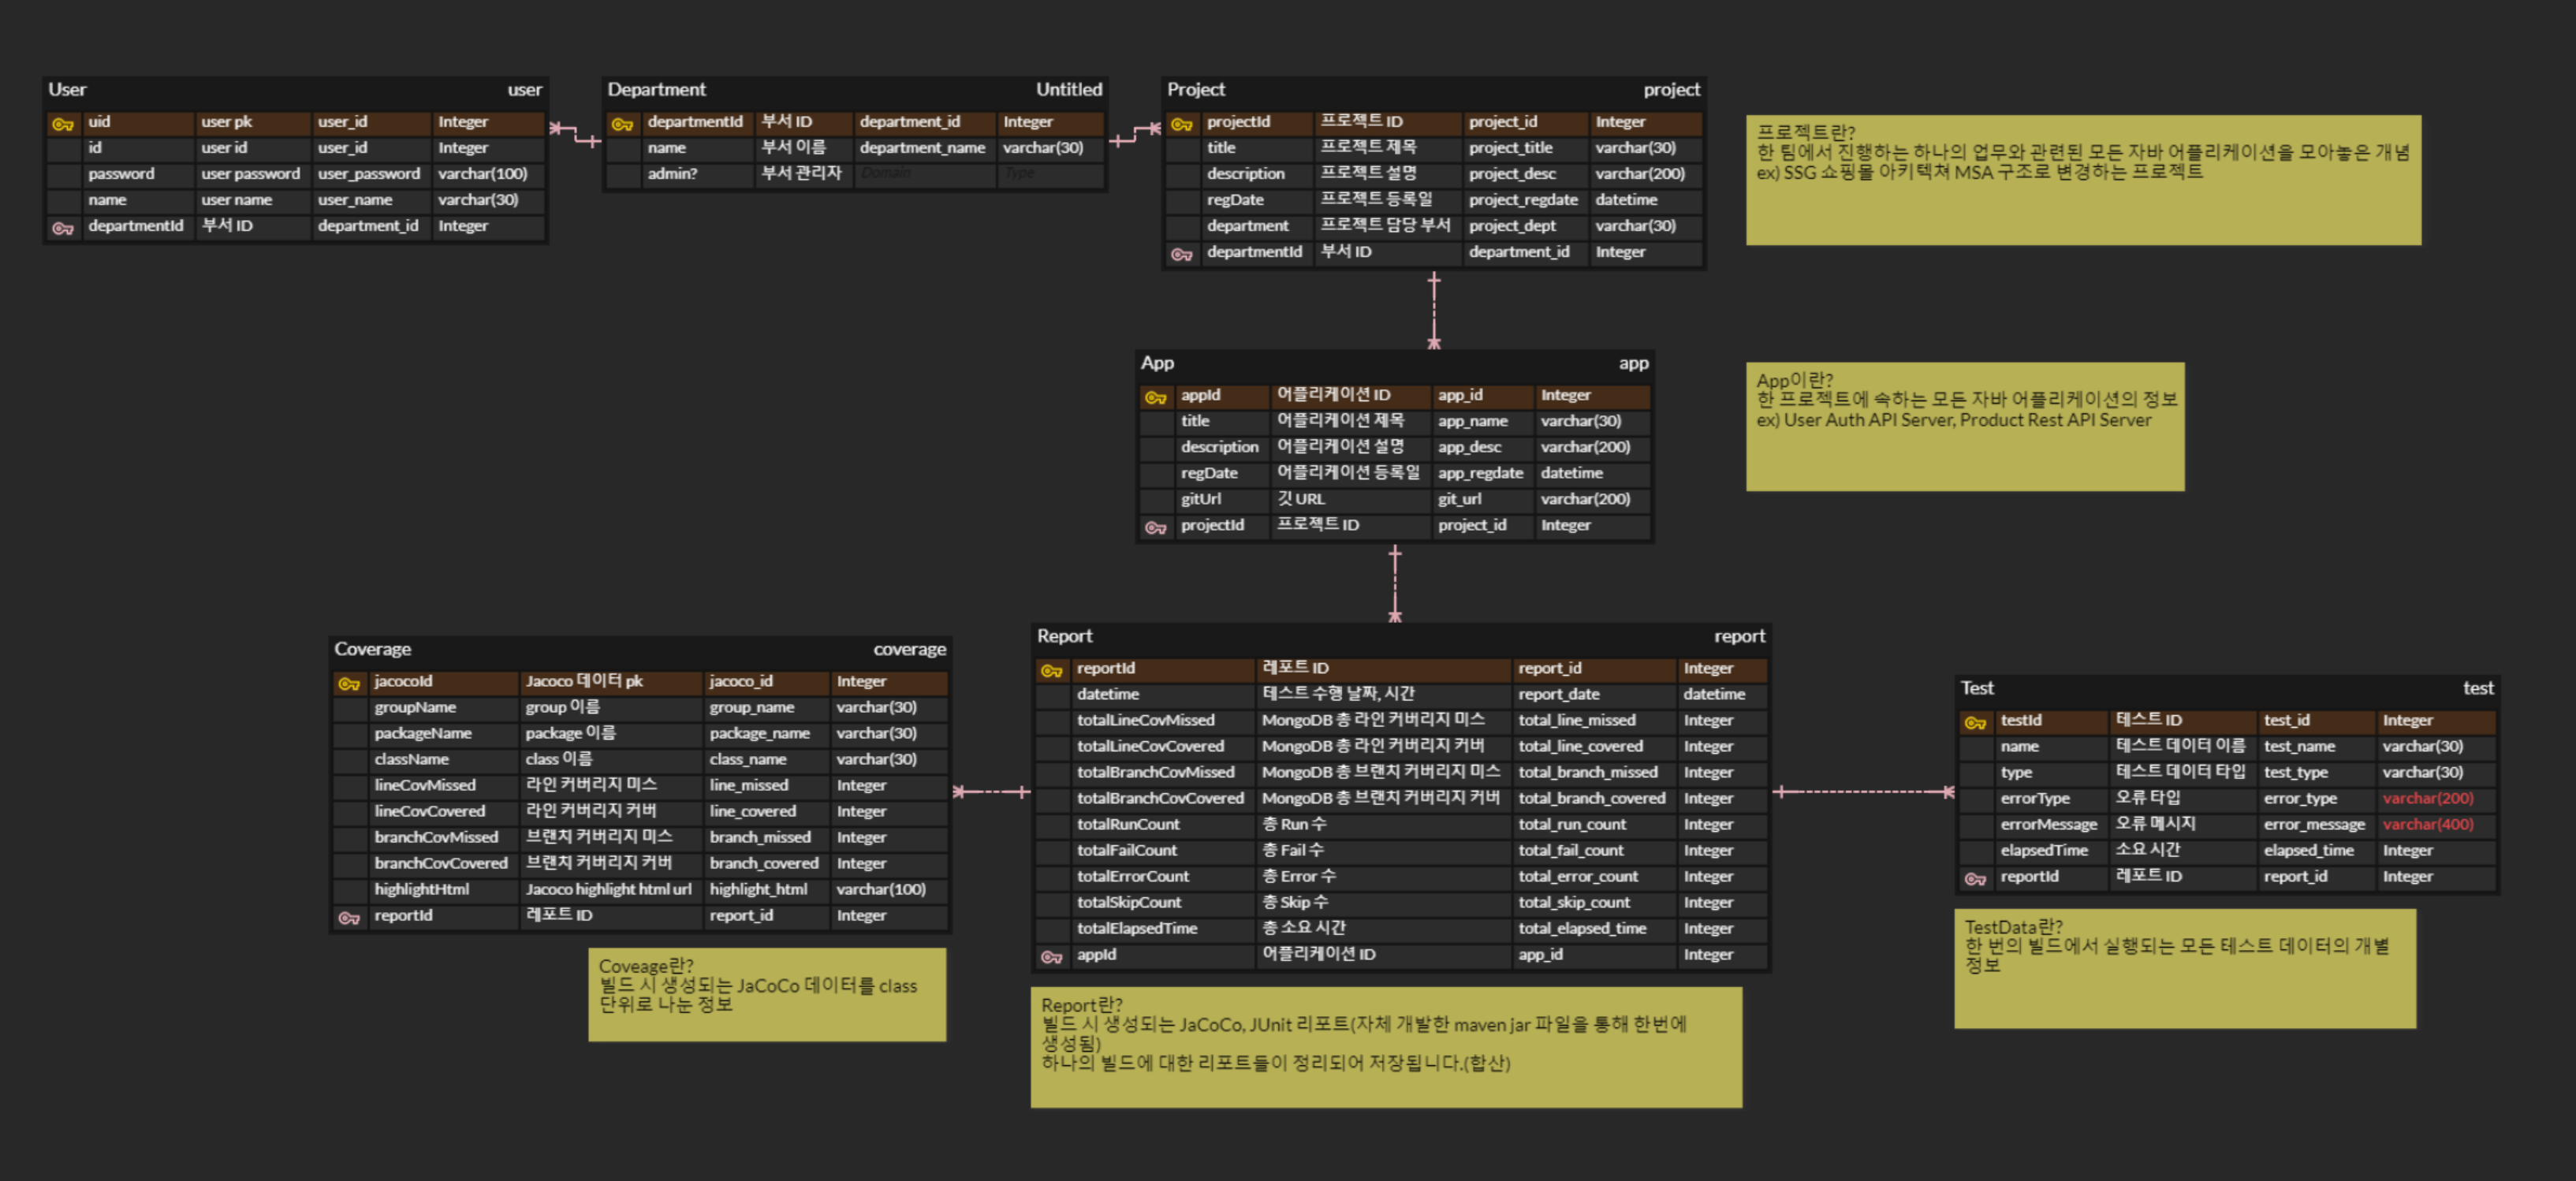 User user
uid user pk user_id Integer
id user id user_id Integer
password user password user_password varchar(100)
name user name user_name varchar(30)
departmentId 부서 ID department_id Integer
Department Untitled
departmentId 부서 ID department_id Integer
name 부서 이름 department_name varchar(30)
admin? 부서 관리자 Domain Type
Project project
projectId 프로젝트 ID project_id Integer
title 프로젝트 제목 project_title varchar(30)
description 프로젝트 설명 project_desc varchar(200)
regDate 프로젝트 등록일 project_regdate datetime
department 프로젝트 담당 부서 project_dept varchar(30)
departmentId 부서 ID department_id Integer
프로젝트란?
한 팀에서 진행하는 하나의 업무와 관련된 모든 자바 어플리케이션을 모아놓은 개념
ex) SSG 쇼핑몰 아키텍쳐 MSA 구조로 변경하는 프로젝트
App app
appId 어플리케이션 ID app_id Integer
title 어플리케이션 제목 app_name varchar(30)
description 어플리케이션 설명 app_desc varchar(200)
regDate 어플리케이션 등록일 app_regdate datetime
gitUrl 깃 URL git_url varchar(200)
projectId 프로젝트 ID project_id Integer
App이란?
한 프로젝트에 속하는 모든 자바 어플리케이션의 정보
ex) User Auth API Server, Product Rest API Server
Coverage coverage
jacocoId Jacoco 데이터 pk jacoco_id Integer
groupName group 이름 group_name varchar(30)
packageName package 이름 package_name varchar(30)
className class 이름 class_name varchar(30)
lineCovMissed 라인 커버리지 미스 line_missed Integer
lineCovCovered 라인 커버리지 커버 line_covered Integer
branchCovMissed 브랜치 커버리지 미스 branch_missed Integer
branchCovCovered 브랜치 커버리지 커버 branch_covered Integer
highlightHtml Jacoco highlight html url highlight_html varchar(100)
reportId 레포트 ID report_id Integer
Coveage란?
빌드 시 생성되는 JaCoCo 데이터를 class
단위로 나눈 정보
Report report
reportId 레포트 ID report_id Integer
datetime 테스트 수행 날짜, 시간 report_date datetime
totalLineCovMissed MongoDB 총 라인 커버리지 미스 total_line_missed Integer
totalLineCovCovered MongoDB 총 라인 커버리지 커버 total_line_covered Integer
totalBranchCovMissed MongoDB 총 브랜치 커버리지 미스 total_branch_missed Integer
totalBranchCovCovered MongoDB 총 브랜치 커버리지 커버 total_branch_covered Integer
totalRunCount 총 Run 수 total_run_count Integer
totalFailCount 총 Fail 수 total_fail_count Integer
totalErrorCount 총 Error 수 total_error_count Integer
totalSkipCount 총 Skip 수 total_skip_count Integer
totalElapsedTime 총 소요 시간 total_elapsed_time Integer
appId 어플리케이션 ID app_id Integer
Report란?
빌드 시 생성되는 JaCoCo, JUnit 리포트(자체 개발한 maven jar 파일을 통해 한번에
생성됨)
하나의 빌드에 대한 리포트들이 정리되어 저장됩니다.(합산)
Test test
testId 테스트 ID test_id Integer
name 테스트 데이터 이름 test_name varchar(30)
type 테스트 데이터 타입 test_type varchar(30)
errorType 오류 타입 error_type varchar(200)
errorMessage 오류 메시지 error_message varchar(400)
elapsedTime 소요 시간 elapsed_time Integer
reportId 레포트 ID report_id Integer
TestData란?
한 번의 빌드에서 실행되는 모든 테스트 데이터의 개별
정보